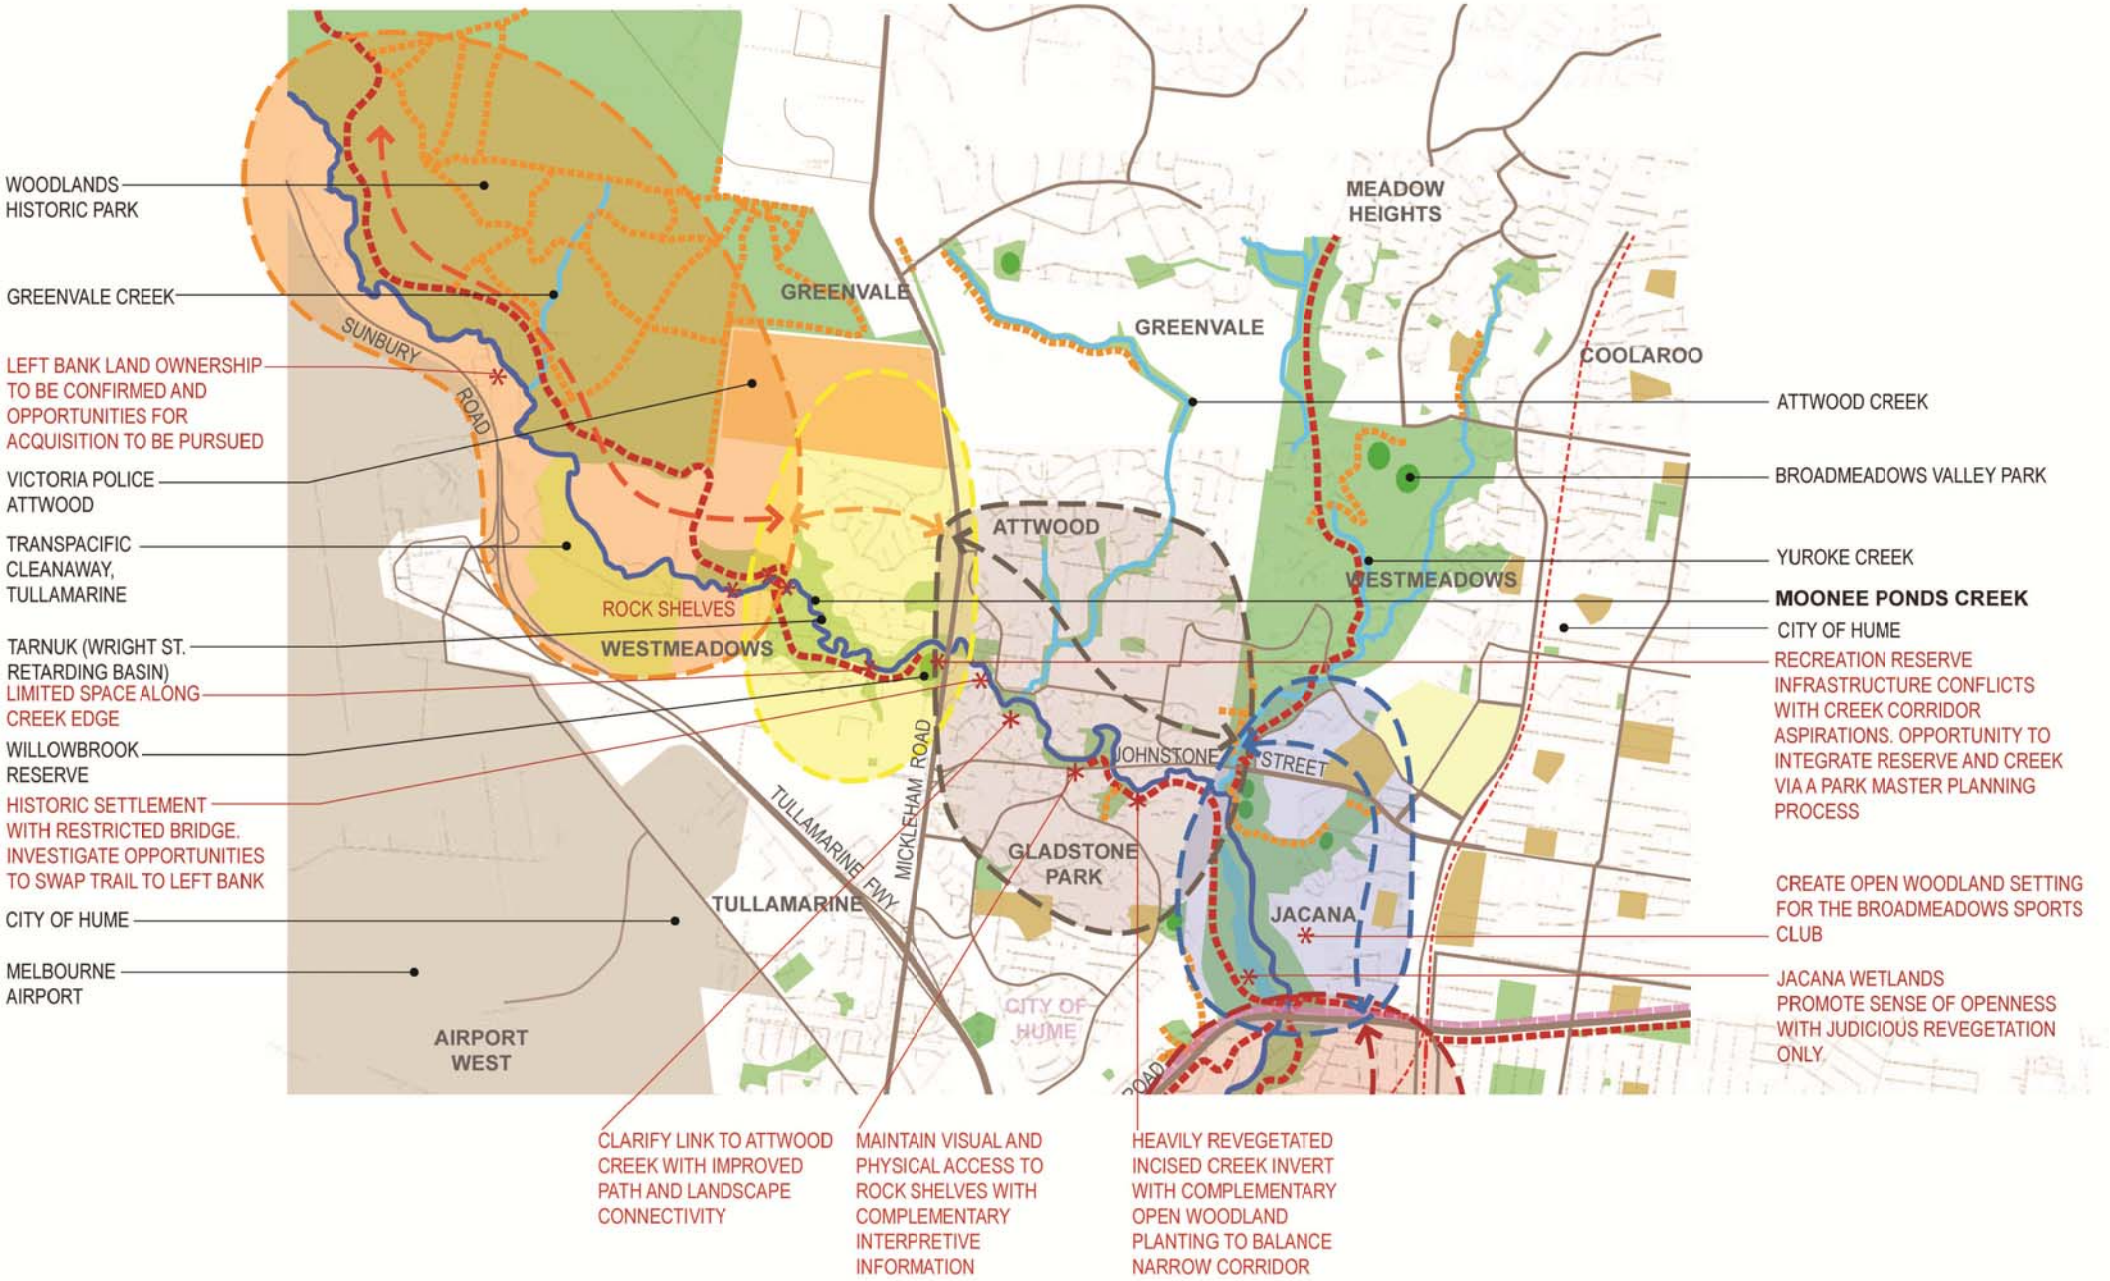 WOODLANDS
HISTORIC PARK
GREENVALE CREEK
LEFT BANK LAND OWNERSHIP
TO BE CONFIRMED AND
OPPORTUNITIES FOR
ACQUISITION TO BE PURSUED
VICTORIA POLICE
ATTWOOD
TRANSPACIFIC
CLEANAWAY,
TULLAMARINE
TARNUK (WRIGHT ST.
RETARDING BASIN)
LIMITED SPACE ALONG
CREEK EDGE
WILLOWBROOK
RESERVE
HISTORIC SETTLEMENT
WITH RESTRICTED BRIDGE.
INVESTIGATE OPPORTUNITIES
TO SWAP TRAIL TO LEFT BANK
CITY OF HUME
MELBOURNE
AIRPORT
SUNBURY
ROAD
GREENVALE
GREENVALE
MEADOW
HEIGHTS
COOLAROO
ATTWOOD
WESTMEADOWS
ROCK SHELVES
WESTMEADOWS
MICKLEHAM ROAD
JOHNSTONE
STREET
TULLAMARINE FWY
TULLAMARINE
GLADSTONE
PARK
JACANA
CITY OF
HUME
AIRPORT
WEST
ROAD
ATTWOOD CREEK
BROADMEADOWS VALLEY PARK
YUROKE CREEK
MOONEE PONDS CREEK
CITY OF HUME
RECREATION RESERVE
INFRASTRUCTURE CONFLICTS
WITH CREEK CORRIDOR
ASPIRATIONS. OPPORTUNITY TO
INTEGRATE RESERVE AND CREEK
VIA A PARK MASTER PLANNING
PROCESS
CREATE OPEN WOODLAND SETTING
FOR THE BROADMEADOWS SPORTS
CLUB
JACANA WETLANDS
PROMOTE SENSE OF OPENNESS
WITH JUDICIOUS REVEGETATION
ONLY
CLARIFY LINK TO ATTWOOD
CREEK WITH IMPROVED
PATH AND LANDSCAPE
CONNECTIVITY
MAINTAIN VISUAL AND
PHYSICAL ACCESS TO
ROCK SHELVES WITH
COMPLEMENTARY
INTERPRETIVE
INFORMATION
HEAVILY REVEGETATED
INCISED CREEK INVERT
WITH COMPLEMENTARY
OPEN WOODLAND
PLANTING TO BALANCE
NARROW CORRIDOR